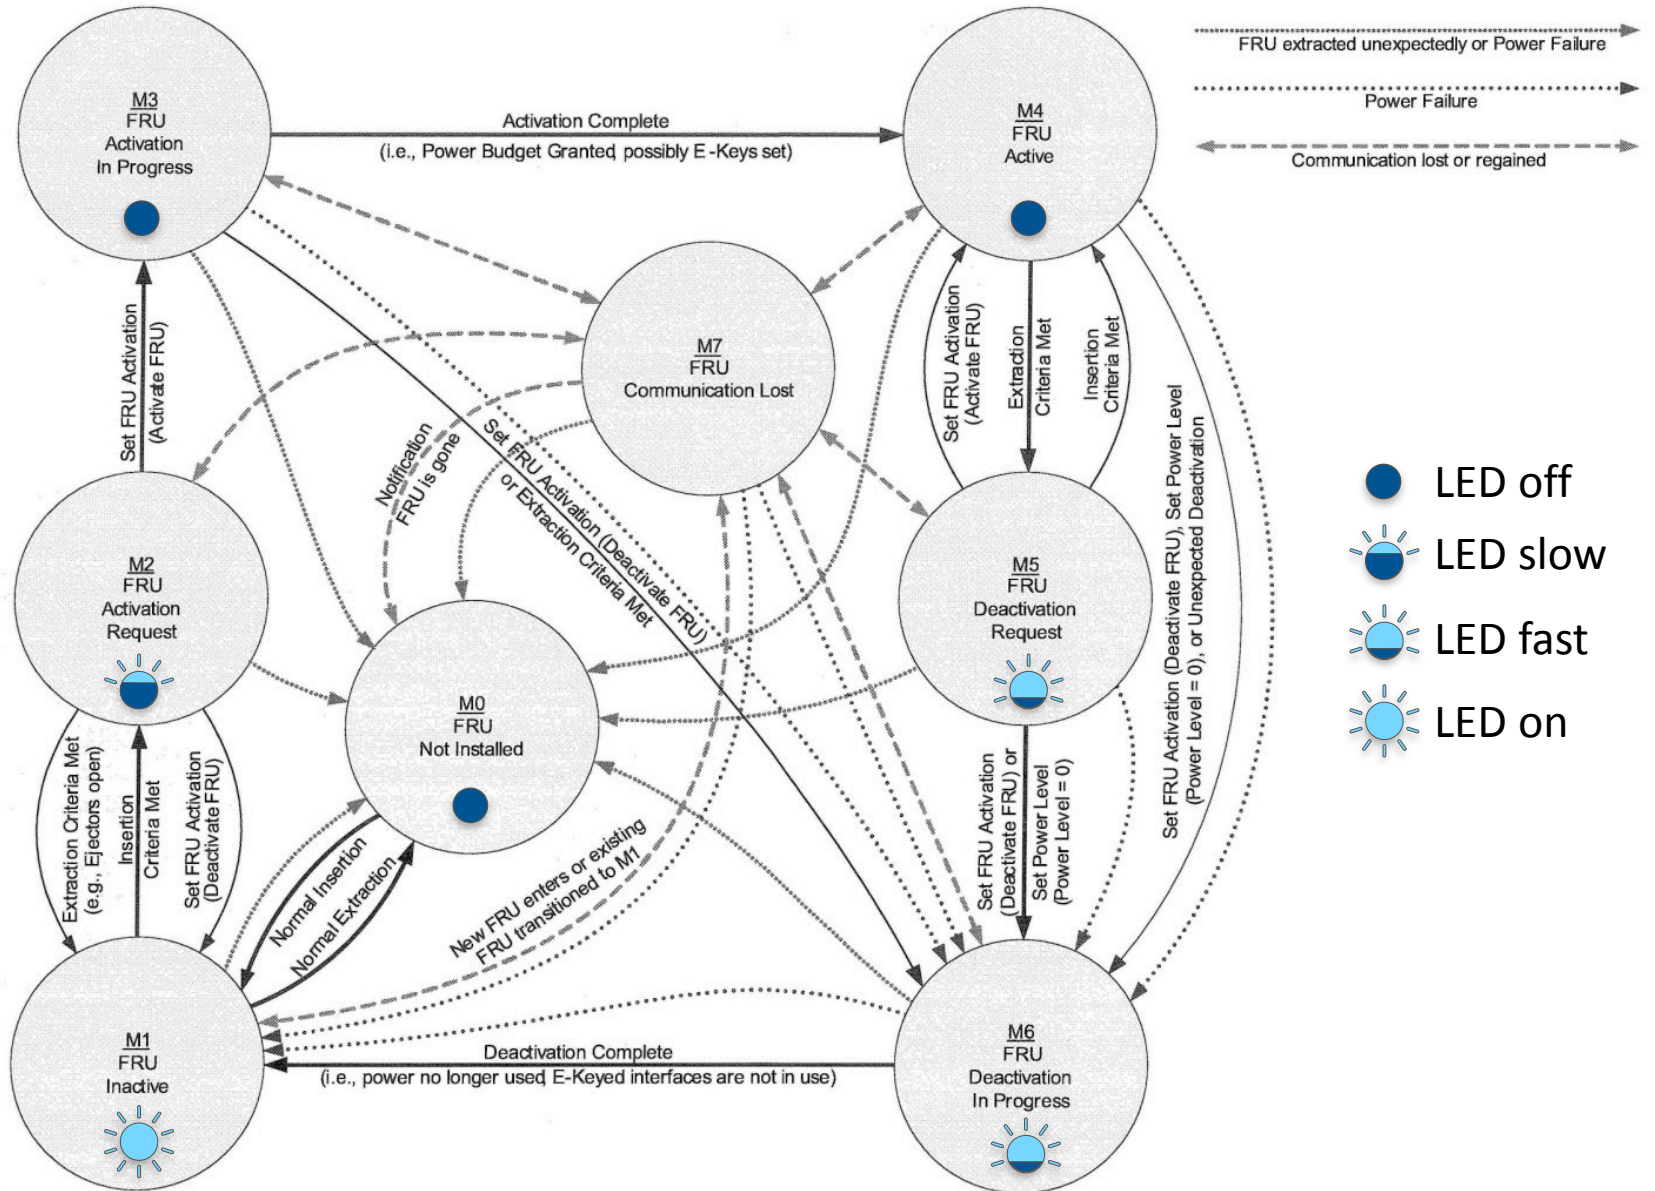 FRU extracted unexpectedly or Power Failure
Power Failure
Communication lost or regained
M3
FRU
Activation
In Progress
Activation Complete
(i.e., Power Budget Granted, possibly E-Keys set)
M4
FRU
Active
Set FRU Activation
(Activate FRU)
M7
FRU
Communication Lost
Set FRU Activation
(Activate FRU)
Extraction
Criteria Met
Insertion
Criteria Met
Notification
FRU is gone
Set FRU Activation (Deactivate FRU)
or Extraction Criteria Met
Set FRU Activation (Deactivate FRU), Set Power Level
(Power Level = 0), or Unexpected Deactivation
LED off
LED slow
LED fast
LED on
M2
FRU
Activation
Request
M5
FRU
Deactivation
Request
M0
FRU
Not Installed
Extraction Criteria Met
(e.g., Ejectors open)
Insertion
Criteria Met
Set FRU Activation
(Deactivate FRU)
Normal Insertion
Normal Extraction
New FRU enters or existing
FRU transitioned to M1
Set FRU Activation
(Deactivate FRU) or
Set Power Level
(Power Level = 0)
M1
FRU
Inactive
Deactivation Complete
(i.e., power no longer used, E-Keyed interfaces are not in use)
M6
FRU
Deactivation
In Progress